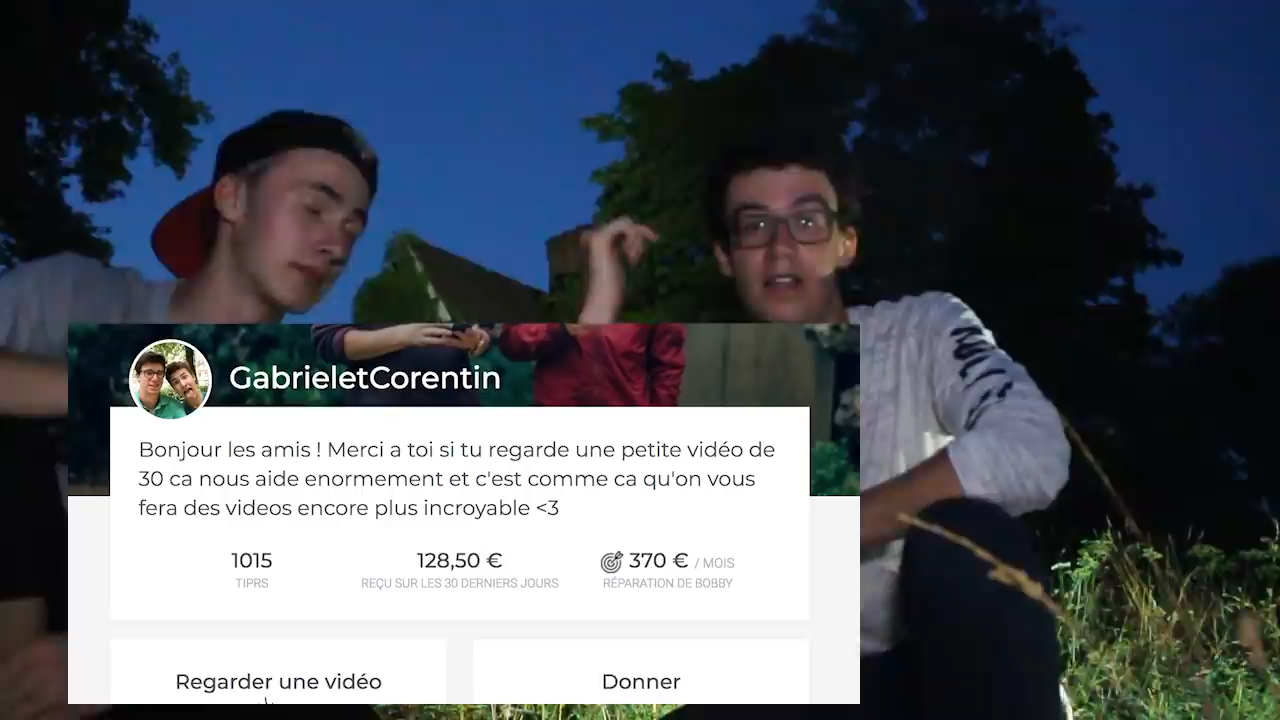 GabrieletCorentin
Bonjour les amis ! Merci a toi si tu regarde une petite vidéo de
30 ca nous aide enormement et c'est comme ca qu'on vous
fera des videos encore plus incroyable <3
1015
TIPRS
128,50 €
REÇU SUR LES 30 DERNIERS JOURS
370 € / MOIS
RÉPARATION DE BOBBY
Regarder une vidéo
Donner